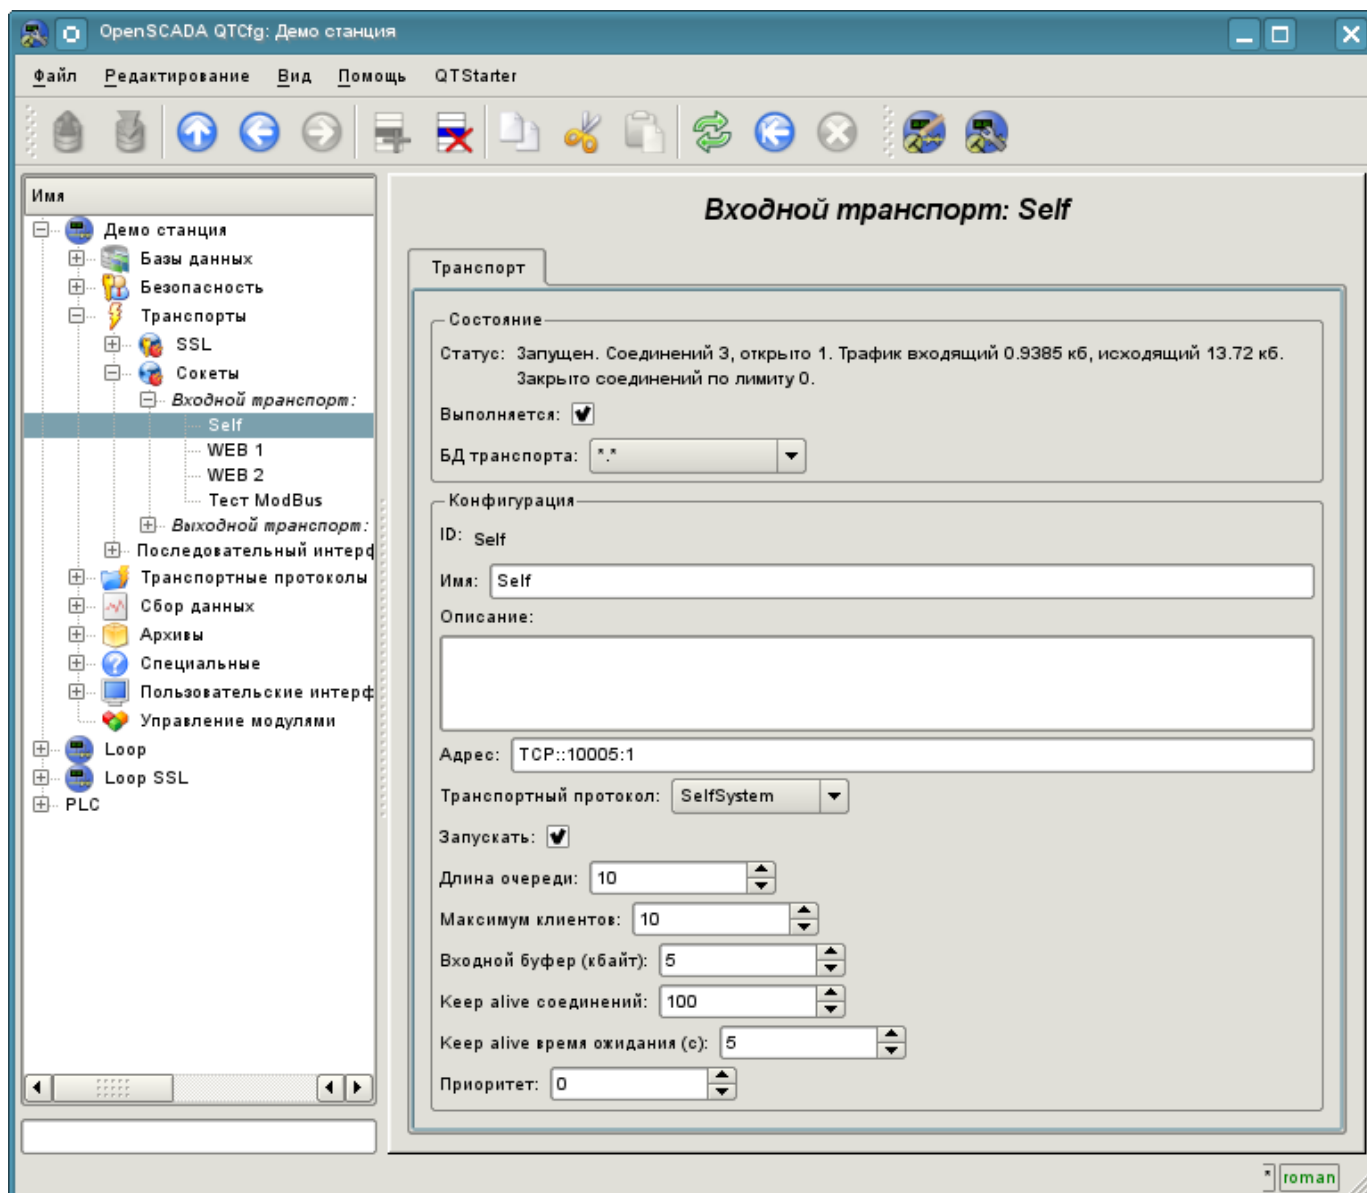 OpenSCADA QTCfg: Демо станция
Файл Редактирование Вид Помощь QTStarter
Имя
Демо станция
Базы данных
Безопасность
Транспорты
SSL
Сокеты
Входной транспорт:
Self
WEB 1
WEB 2
Тест ModBus
Выходной транспорт:
Последовательный интерф
Транспортные протоколы
Сбор данных
Архивы
Специальные
Пользовательские интерф
Управление модулями
Loop
Loop SSL
PLC
Входной транспорт: Self
Транспорт
Состояние
Статус: Запущен. Соединений 3, открыто 1. Трафик входящий 0.9385 кб, исходящий 13.72 кб.
Закрыто соединений по лимиту 0.
Выполняется:
БД транспорта: *.*
Конфигурация
ID: Self
Имя: Self
Описание:
Адрес: TCP::10005:1
Транспортный протокол: SelfSystem
Запускать:
Длина очереди: 10
Максимум клиентов: 10
Входной буфер (кбайт): 5
Keep alive соединений: 100
Keep alive время ожидания (с): 5
Приоритет: 0
* roman